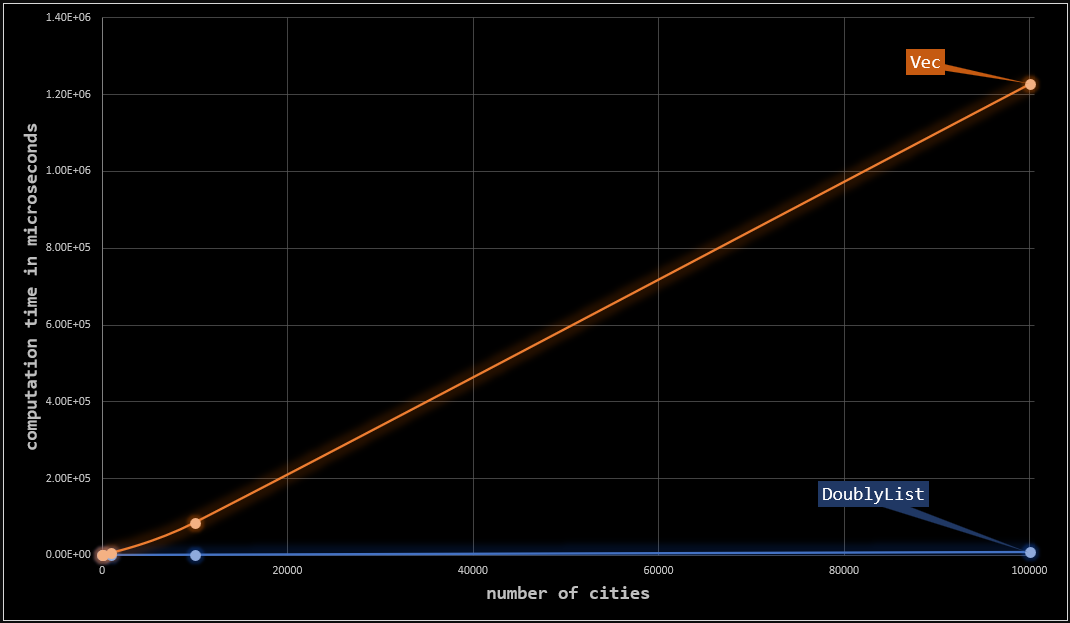 1.40E+06
1.20E+06
1.00E+06
8.00E+05
6.00E+05
4.00E+05
2.00E+05
0.00E+00
computation time in microseconds
Vec
DoublyList
0 20000 40000 60000 80000 100000
number of cities